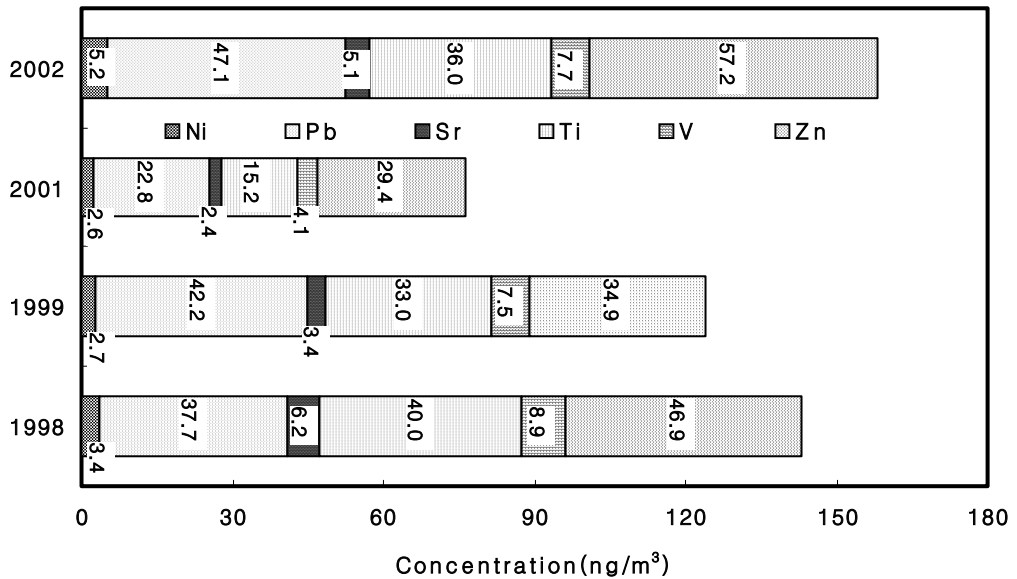 2002 5.2 47.1 5.1 36.0 7.7 57.2
Ni Pb Sr Ti V Zn
2001 2.6 22.8 2.4 15.2 4.1 29.4
1999 2.7 42.2 3.4 33.0 7.5 34.9
1998 3.4 37.7 6.2 40.0 8.9 46.9
0 30 60 90 120 150 180
Concentration(ng/m³)